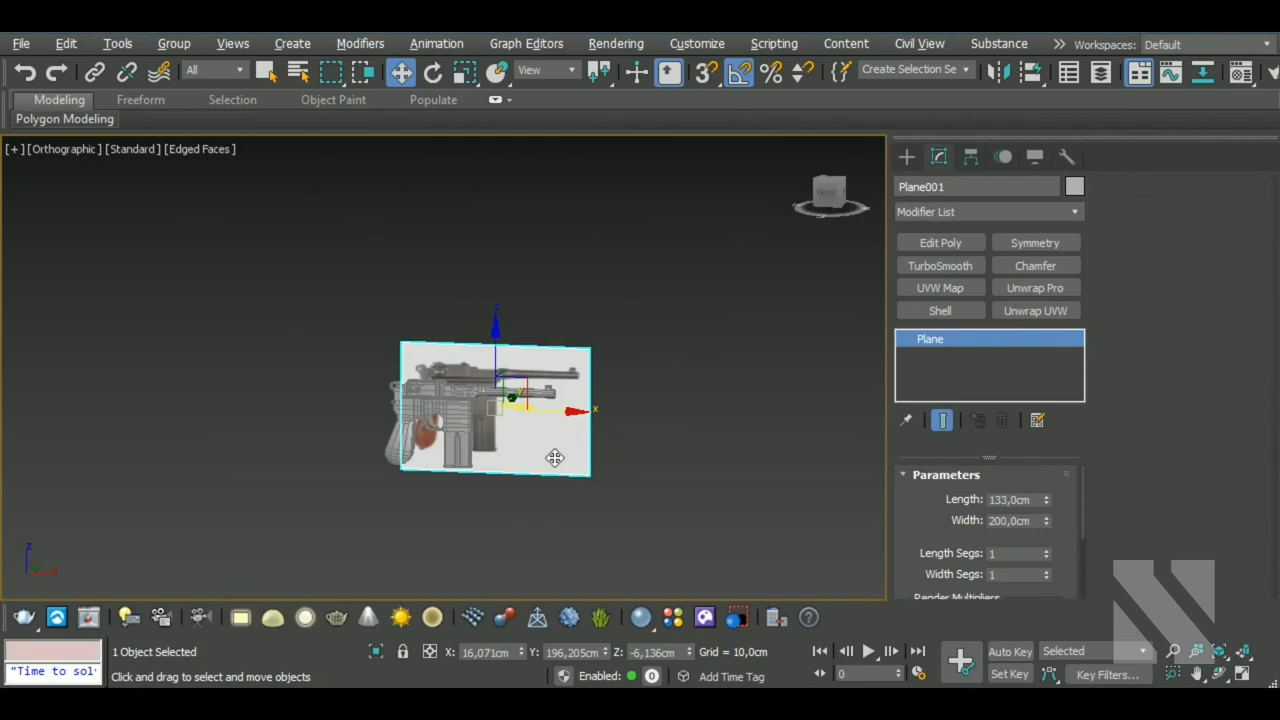 File Edit Tools Group Views Create Modifiers Animation Graph Editors Rendering Customize Scripting Content Civil View Substance Workspaces: Default
All View Create Selection Se
Modeling Freeform Selection Object Paint Populate
Polygon Modeling
[+] [Orthographic] [Standard] [Edged Faces]
Plane001
Modifier List
Edit Poly Symmetry
TurboSmooth Chamfer
UVW Map Unwrap Pro
Shell Unwrap UVW
Plane
Parameters
Length: 133,0cm
Width: 200,0cm
Length Segs: 1
Width Segs: 1
Render Multipliers
1 Object Selected X: 16,071cm Y: 196,205cm Z: -6,136cm Grid = 10,0cm Auto Key Selected
"Time to sol Click and drag to select and move objects Enabled: 0 Add Time Tag 0 Set Key Key Filters...